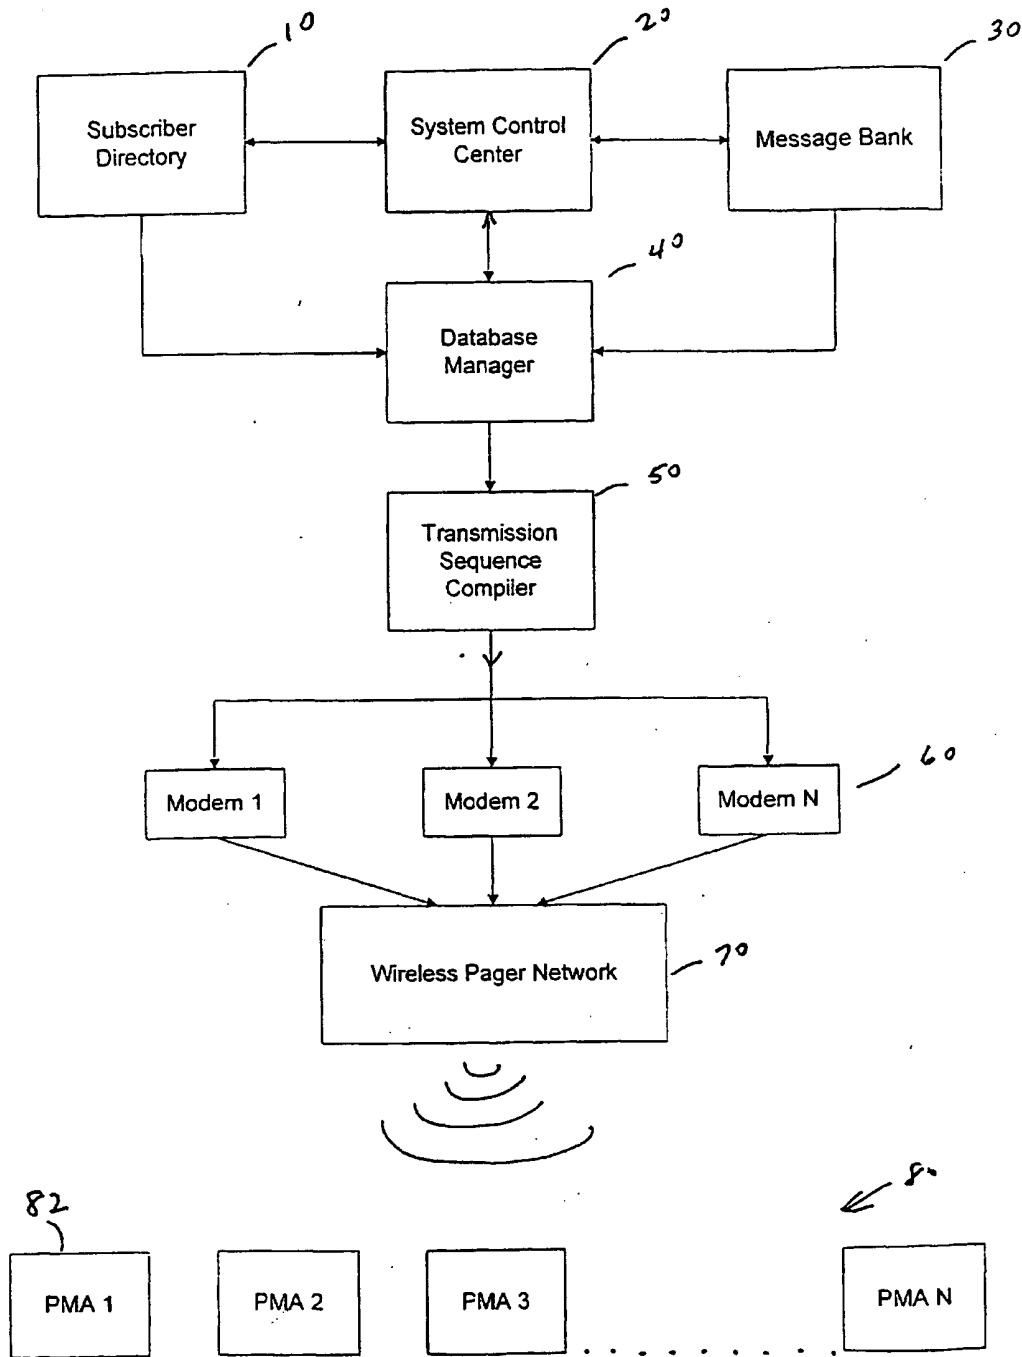 10
20
30
Subscriber
Directory
System Control
Center
Message Bank
40
Database
Manager
50
Transmission
Sequence
Compiler
60
Modem 1
Modem 2
Modem N
Wireless Pager Network
70
82
PMA 1
PMA 2
PMA 3
. . . . . . . . . .
PMA N